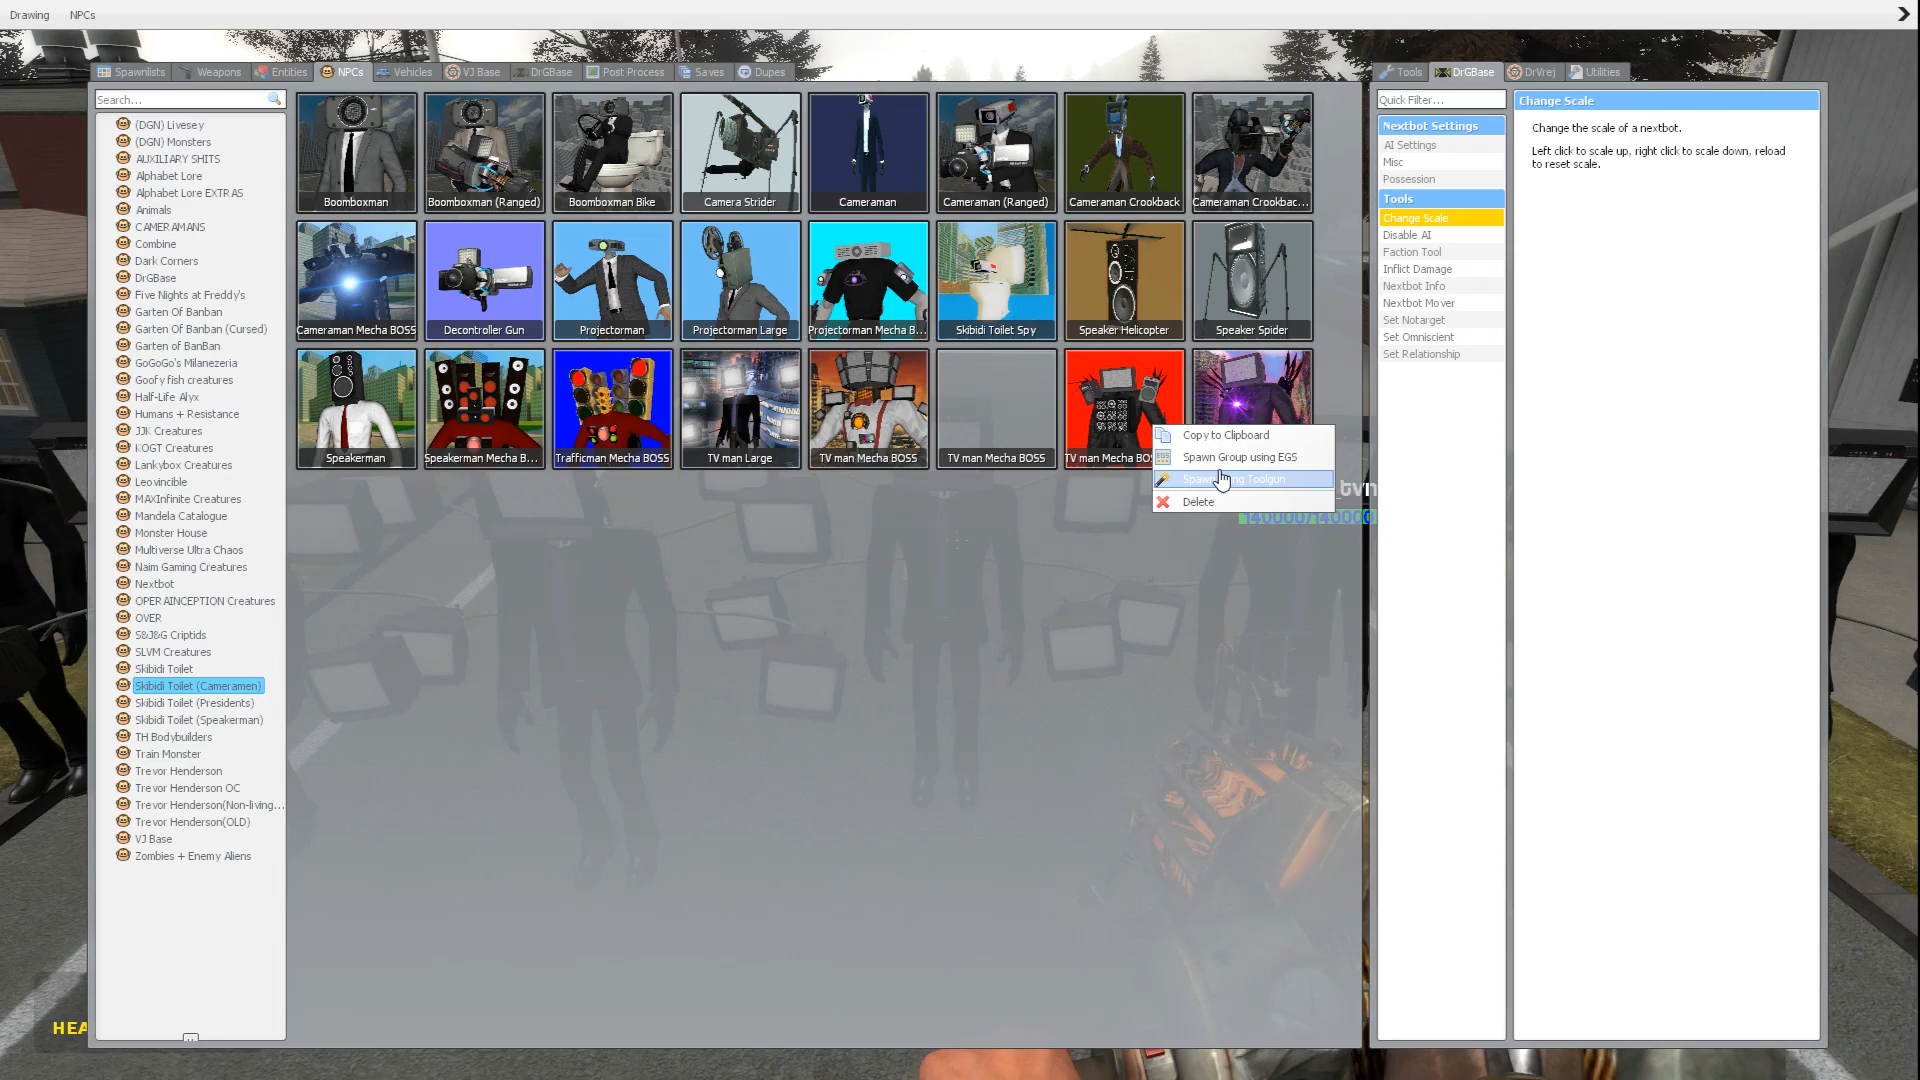 Drawing NPCs
Spawnlists Weapons Entities NPCs Vehicles VJ Base DrGBase Post Process Saves Dupes
Tools DrGBase DrVrej Utilities
Search...
(DGN) Livesey
(DGN) Monsters
AUXILIARY SHITS
Alphabet Lore
Alphabet Lore EXTRAS
Animals
CAMERAMANS
Combine
Dark Corners
DrGBase
Five Nights at Freddy's
Garten Of Banban
Garten Of Banban (Cursed)
Garten of BanBan
GoGoGo's Milanezeria
Goofy fish creatures
Half-Life Alyx
Humans + Resistance
JJK Creatures
KOGT Creatures
Lankybox Creatures
Leovincible
MAXInfinite Creatures
Mandela Catalogue
Monster House
Multiverse Ultra Chaos
Naim Gaming Creatures
Nextbot
OPERAINCEPTION Creatures
OVER
S&J&G Criptids
SLVM Creatures
Skibidi Toilet
Skibidi Toilet (Cameramen)
Skibidi Toilet (Presidents)
Skibidi Toilet (Speakerman)
TH Bodybuilders
Train Monster
Trevor Henderson
Trevor Henderson OC
Trevor Henderson(Non-living...
Trevor Henderson(OLD)
VJ Base
Zombies + Enemy Aliens
Boomboxman
Boomboxman (Ranged)
Boomboxman Bike
Camera Strider
Cameraman
Cameraman (Ranged)
Cameraman Crookback
Cameraman Crookbac...
Cameraman Mecha BOSS
Decontroller Gun
Projectorman
Projectorman Large
Projectorman Mecha B...
Skibidi Toilet Spy
Speaker Helicopter
Speaker Spider
Speakerman
Speakerman Mecha B...
Trafficman Mecha BOSS
TV man Large
TV man Mecha BOSS
TV man Mecha BOSS
TV man Mecha BO
Copy to Clipboard
Spawn Group using EGS
Toolgun
Delete
140000/140000
HEA
Quick Filter...
Nextbot Settings
AI Settings
Misc
Possession
Tools
Change Scale
Disable AI
Faction Tool
Inflict Damage
Nextbot Info
Nextbot Mover
Set Notarget
Set Omniscient
Set Relationship
Change Scale
Change the scale of a nextbot.
Left click to scale up, right click to scale down, reload
to reset scale.